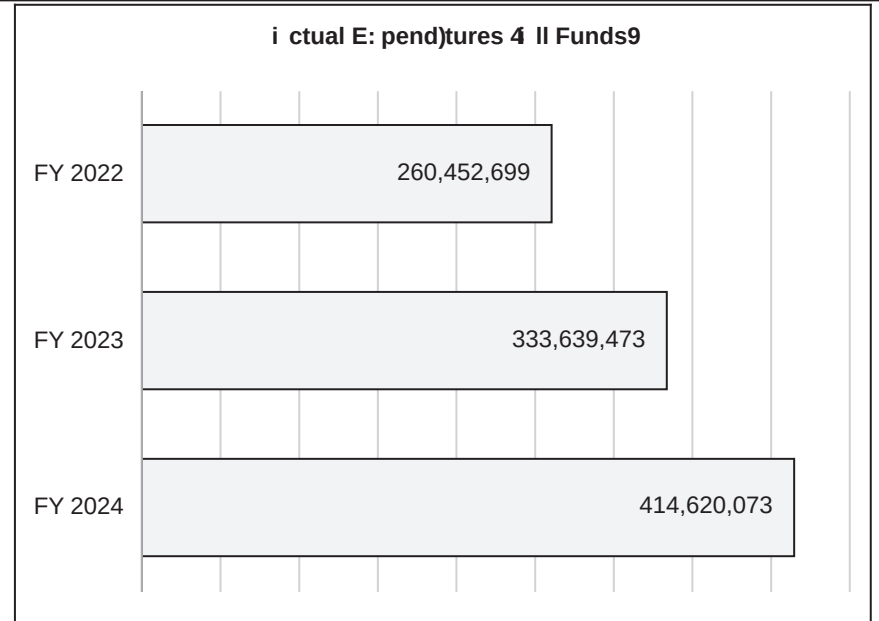 i ctual E: pend)tures 4i ll Funds9
FY 2022
260,452,699
FY 2023
333,639,473
FY 2024
414,620,073